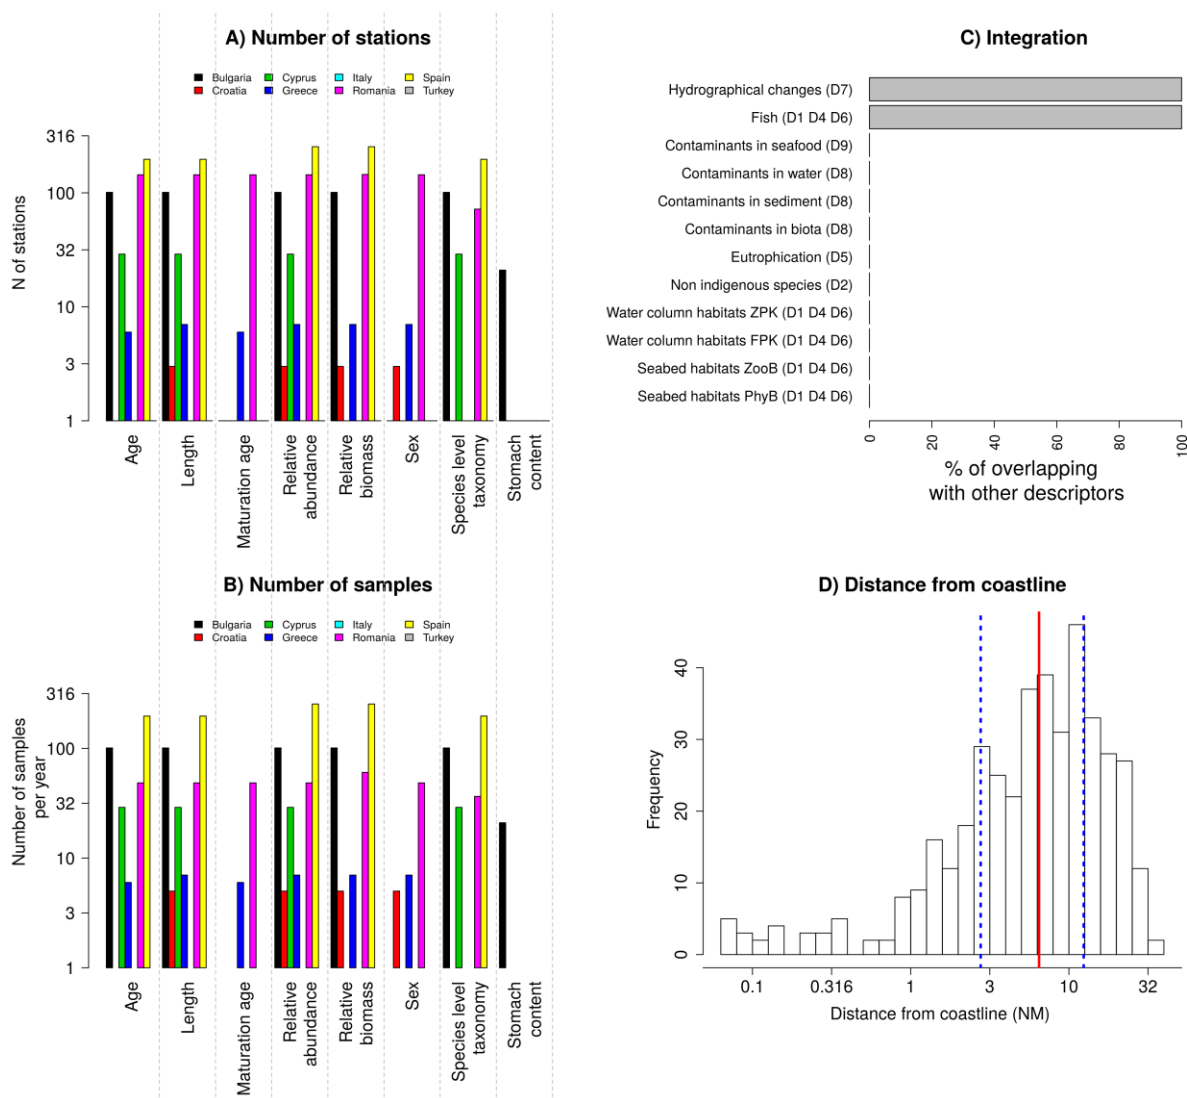 A) Number of stations
Bulgaria Cyprus Italy Spain
Croatia Greece Romania Turkey
N of stations
316
100
32
10
3
1
Age
Length
Maturation age
Relative
abundance
Relative
biomass
Sex
Species level
taxonomy
Stomach
content
C) Integration
Hydrographical changes (D7)
Fish (D1 D4 D6)
Contaminants in seafood (D9)
Contaminants in water (D8)
Contaminants in sediment (D8)
Contaminants in biota (D8)
Eutrophication (D5)
Non indigenous species (D2)
Water column habitats ZPK (D1 D4 D6)
Water column habitats FPK (D1 D4 D6)
Seabed habitats ZooB (D1 D4 D6)
Seabed habitats PhyB (D1 D4 D6)
0 20 40 60 80 100
% of overlapping
with other descriptors
B) Number of samples
Bulgaria Cyprus Italy Spain
Croatia Greece Romania Turkey
Number of samples
per year
316
100
32
10
3
1
Age
Length
Maturation age
Relative
abundance
Relative
biomass
Sex
Species level
taxonomy
Stomach
content
D) Distance from coastline
Frequency
40
30
20
10
0
0.1 0.316 1 3 10 32
Distance from coastline (NM)